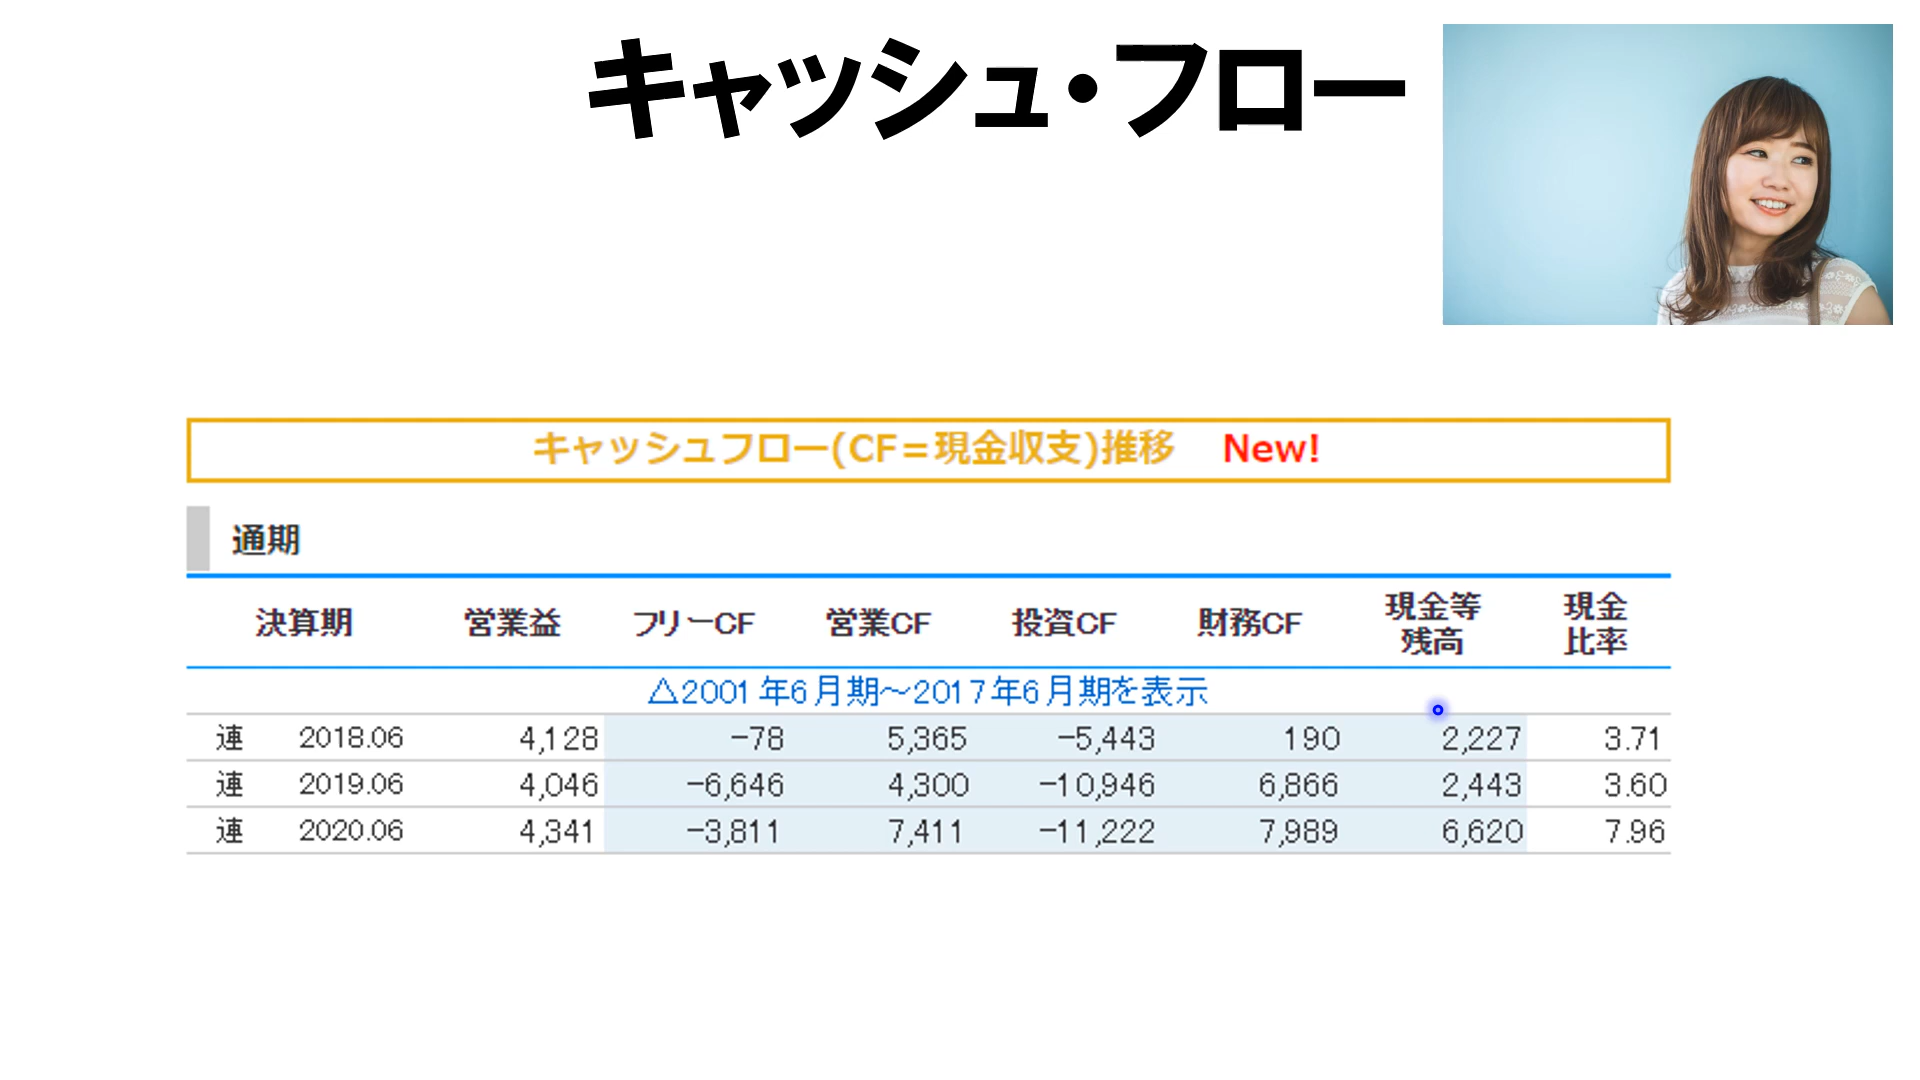 キャッシュ・フロー
キャッシュフロー(CF=現金収支)推移 New!
通期
決算期 営業益 フリーCF 営業CF 投資CF 財務CF 現金等残高 現金比率
△2001年6月期～2017年6月期を表示
連 2018.06 4,128 −78 5,365 −5,443 190 2,227 3.71
連 2019.06 4,046 −6,646 4,300 −10,946 6,866 2,443 3.60
連 2020.06 4,341 −3,811 7,411 −11,222 7,989 6,620 7.96